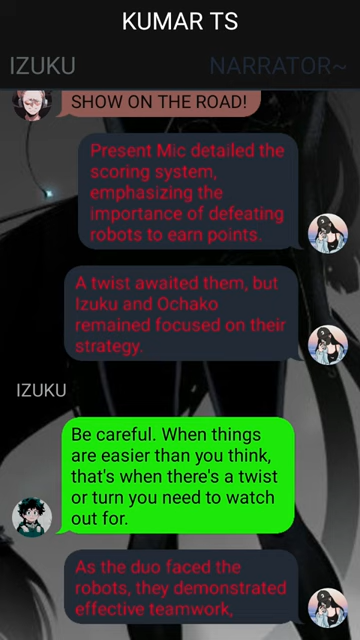 KUMAR TS
IZUKU
NARRATOR~
SHOW ON THE ROAD!
Present Mic detailed the
scoring system,
emphasizing the
importance of defeating
robots to earn points.
A twist awaited them, but
Izuku and Ochako
remained focused on their
strategy.
IZUKU
Be careful. When things
are easier than you think,
that's when there's a twist
or turn you need to watch
out for.
As the duo faced the
robots, they demonstrated
effective teamwork,